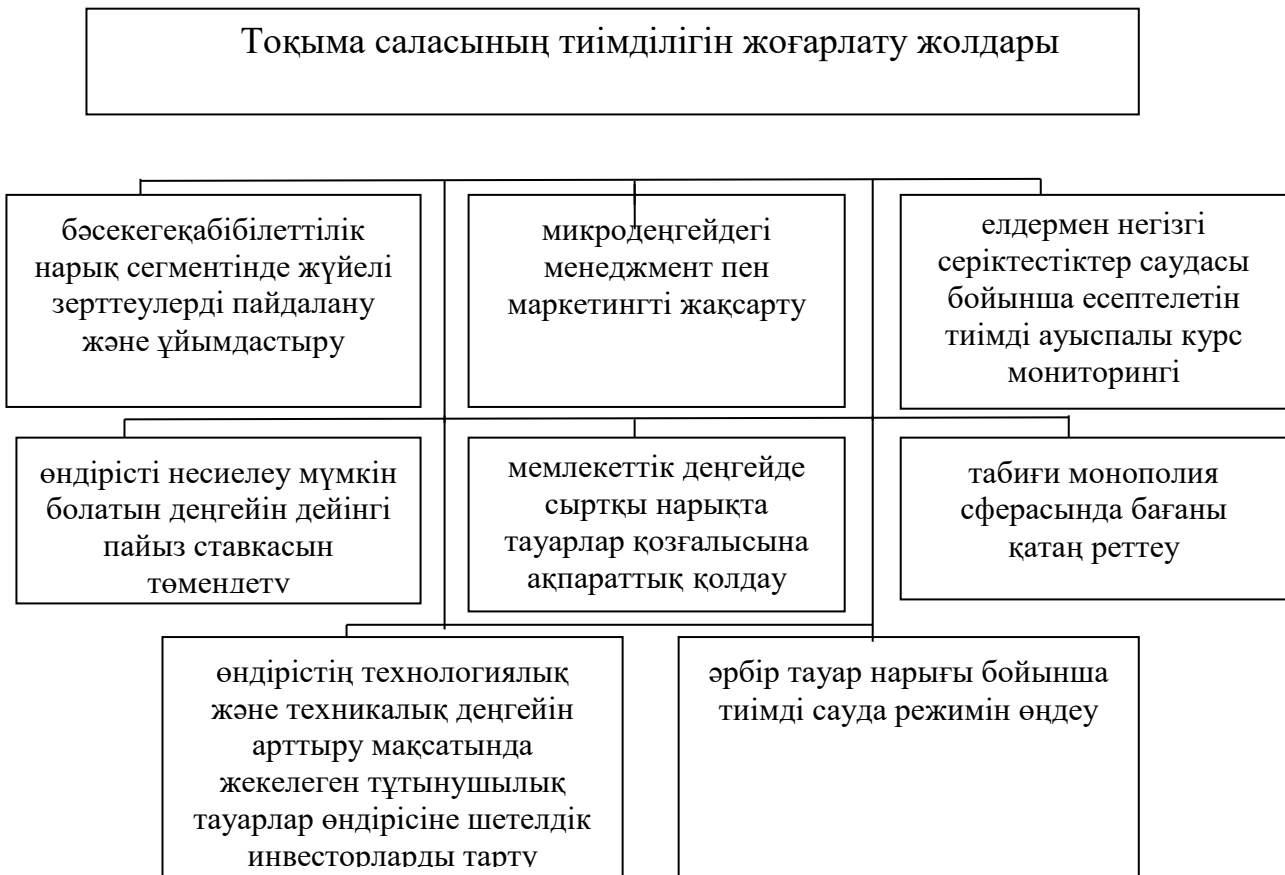 Тоқыма саласының тиімділігін жоғарлату жолдары
бәсекегеқабібілеттілік
нарық сегментінде жүйелі
зерттеулерді пайдалану
және ұйымдастыру
микродеңгейдегі
менеджмент пен
маркетингті жақсарту
елдермен негізгі
серіктестіктер саудасы
бойынша есептелетін
тиімді ауыспалы курс
мониторингі
өндірісті несиелеу мүмкін
болатын деңгейін дейінгі
пайыз ставкасын
төмендету
мемлекеттік деңгейде
сыртқы нарықта
тауарлар қозғалысына
ақпараттық қолдау
табиғи монополия
сферасында бағаны
қатаң реттеу
өндірістің технологиялық
және техникалық деңгейін
арттыру мақсатында
жекелеген тұтынушылық
тауарлар өндірісіне шетелдік
инвесторларды тарту
әрбір тауар нарығы бойынша
тиімді сауда режимін өңдеу